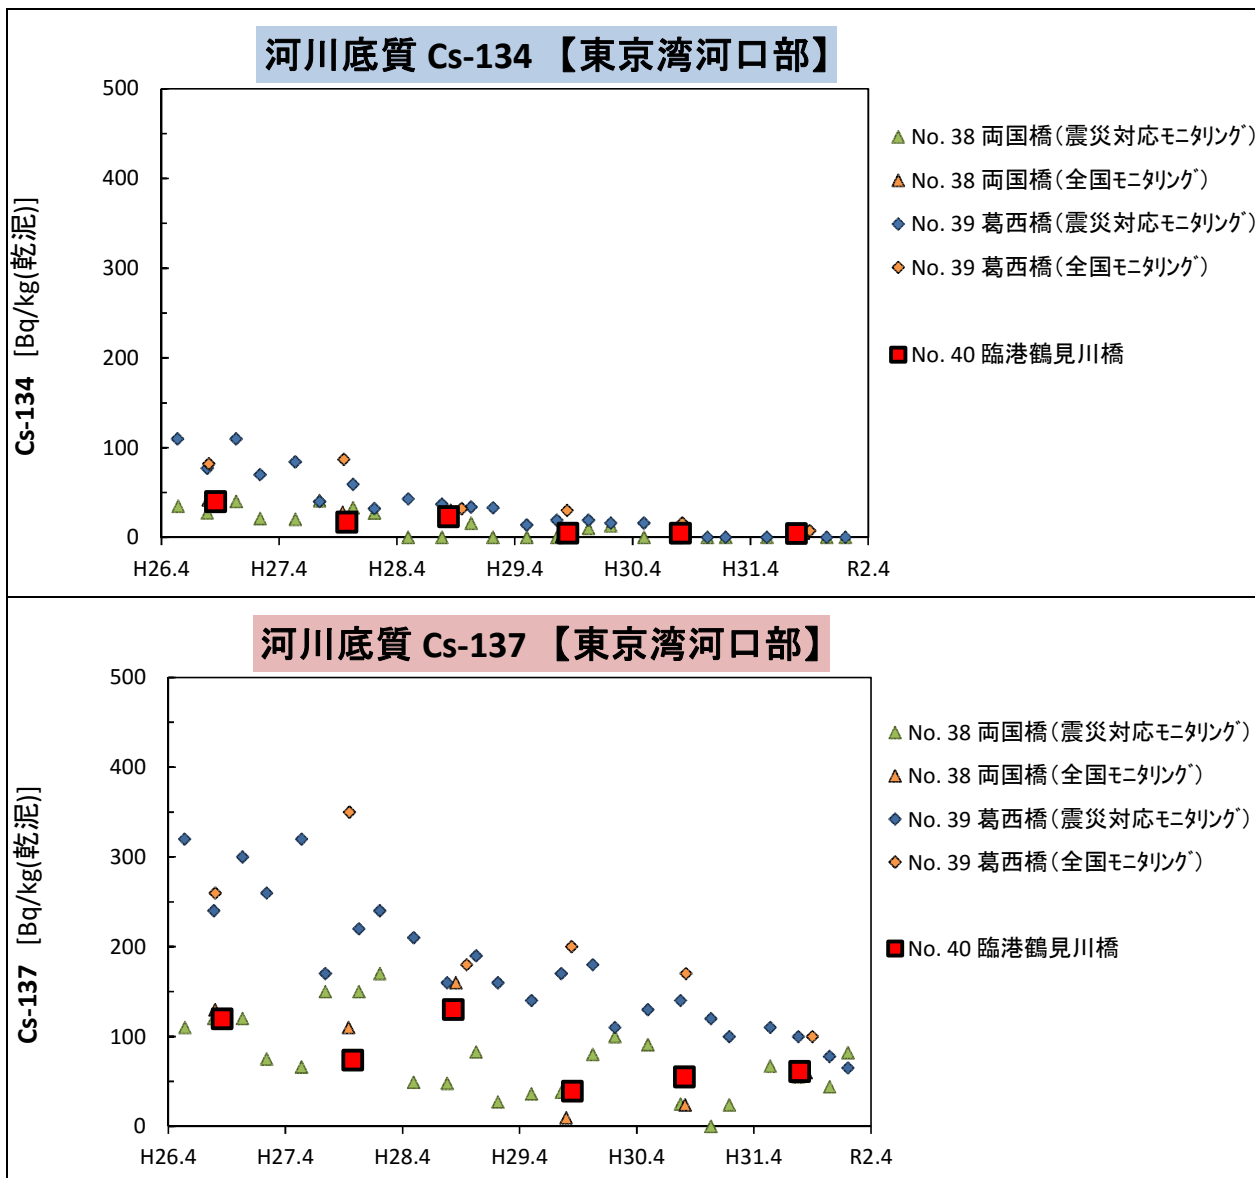 河川底質 Cs-134 【東京湾河口部】
Cs-134 [Bq/kg(乾泥)]
500
400
300
200
100
0
H26.4 H27.4 H28.4 H29.4 H30.4 H31.4 R2.4
No. 38 両国橋(震災対応ﾓﾆﾀﾘﾝｸﾞ)
No. 38 両国橋(全国ﾓﾆﾀﾘﾝｸﾞ)
No. 39 葛西橋(震災対応ﾓﾆﾀﾘﾝｸﾞ)
No. 39 葛西橋(全国ﾓﾆﾀﾘﾝｸﾞ)
No. 40 臨港鶴見川橋
河川底質 Cs-137 【東京湾河口部】
Cs-137 [Bq/kg(乾泥)]
500
400
300
200
100
0
H26.4 H27.4 H28.4 H29.4 H30.4 H31.4 R2.4
No. 38 両国橋(震災対応ﾓﾆﾀﾘﾝｸﾞ)
No. 38 両国橋(全国ﾓﾆﾀﾘﾝｸﾞ)
No. 39 葛西橋(震災対応ﾓﾆﾀﾘﾝｸﾞ)
No. 39 葛西橋(全国ﾓﾆﾀﾘﾝｸﾞ)
No. 40 臨港鶴見川橋